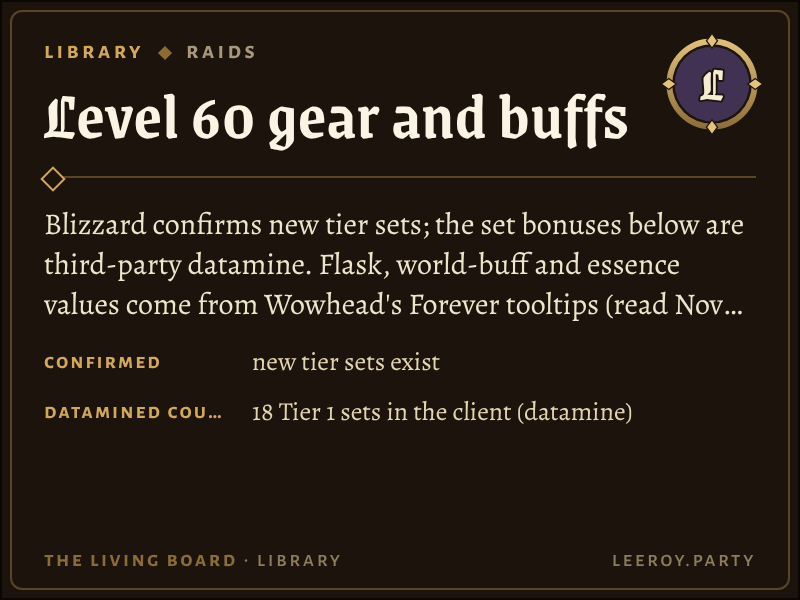 LIBRARY ◆ RAIDS
L
Level 60 gear and buffs
Blizzard confirms new tier sets; the set bonuses below are
third-party datamine. Flask, world-buff and essence
values come from Wowhead's Forever tooltips (read Nov…
CONFIRMED new tier sets exist
DATAMINED COU… 18 Tier 1 sets in the client (datamine)
THE LIVING BOARD · LIBRARY LEEROY.PARTY